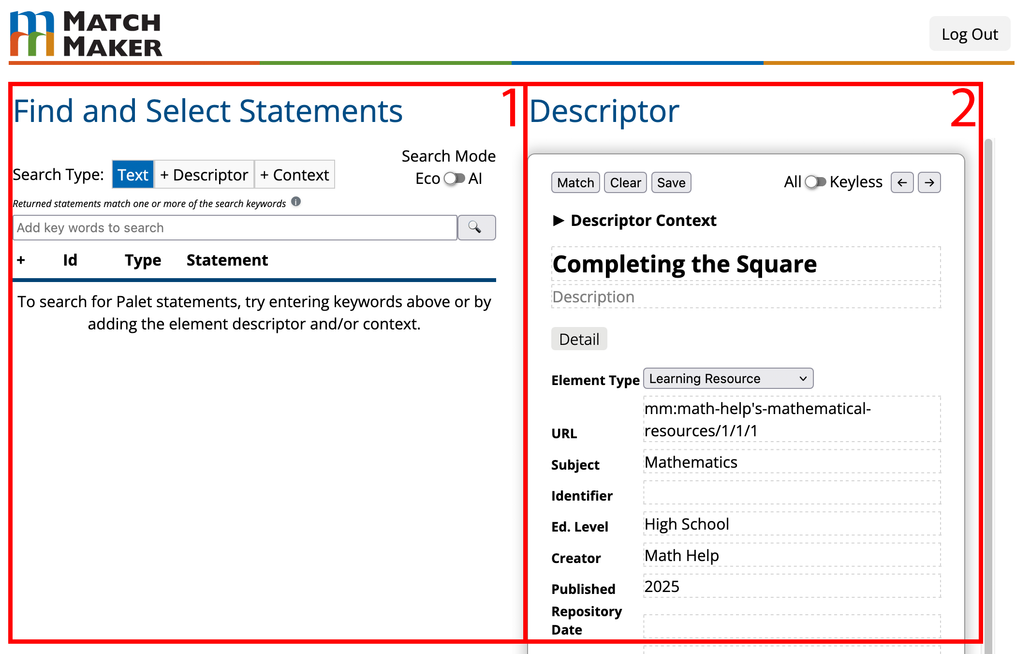 MATCH
MAKER
Log Out
Find and Select Statements 1
Search Mode
Search Type: Text + Descriptor + Context Eco AI
Returned statements match one or more of the search keywords i
Add key words to search
+ Id Type Statement
To search for Palet statements, try entering keywords above or by
adding the element descriptor and/or context.
Descriptor 2
Match Clear Save All Keyless ← →
► Descriptor Context
Completing the Square
Description
Detail
Element Type Learning Resource
mm:math-help's-mathematical-
URL resources/1/1/1
Subject Mathematics
Identifier
Ed. Level High School
Creator Math Help
Published 2025
Repository
Date